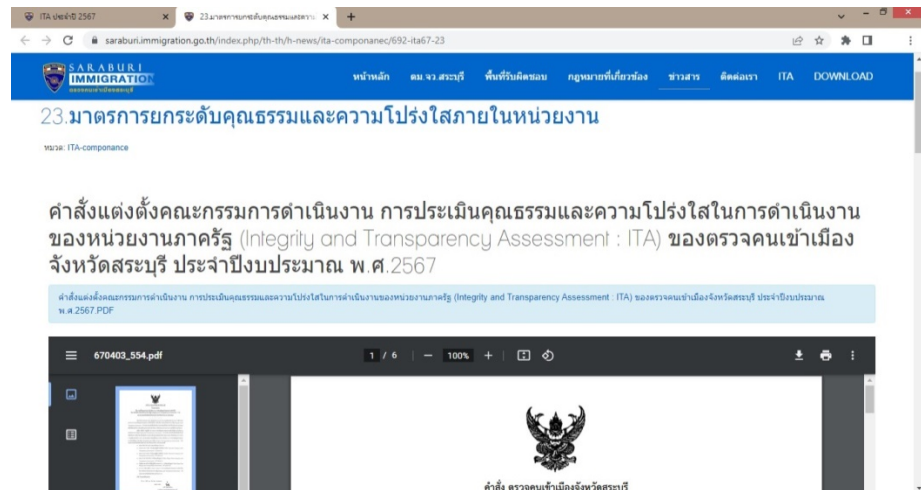 ITA ประจำปี 2567
23.มาตรการยกระดับคุณธรรมและความ
saraburi.immigration.go.th/index.php/th-th/h-news/ita-componanec/692-ita67-23
SARABURI
IMMIGRATION
หน้าหลัก ตม.จว.สระบุรี พื้นที่รับผิดชอบ กฎหมายที่เกี่ยวข้อง ข่าวสาร ติดต่อเรา ITA DOWNLOAD
23.มาตรการยกระดับคุณธรรมและความโปร่งใสภายในหน่วยงาน
หมวด: ITA-componance
คำสั่งแต่งตั้งคณะกรรมการดำเนินงาน การประเมินคุณธรรมและความโปร่งใสในการดำเนินงาน
ของหน่วยงานภาครัฐ (Integrity and Transparency Assessment : ITA) ของตรวจคนเข้าเมือง
จังหวัดสระบุรี ประจำปีงบประมาณ พ.ศ.2567
คำสั่งแต่งตั้งคณะกรรมการดำเนินงาน การประเมินคุณธรรมและความโปร่งใสในการดำเนินงานของหน่วยงานภาครัฐ (Integrity and Transparency Assessment : ITA) ของตรวจคนเข้าเมืองจังหวัดสระบุรี ประจำปีงบประมาณ
พ.ศ.2567.PDF
670403_554.pdf 1 / 6 100%
คำสั่ง ตรวจคนเข้าเมืองจังหวัดสระบุรี